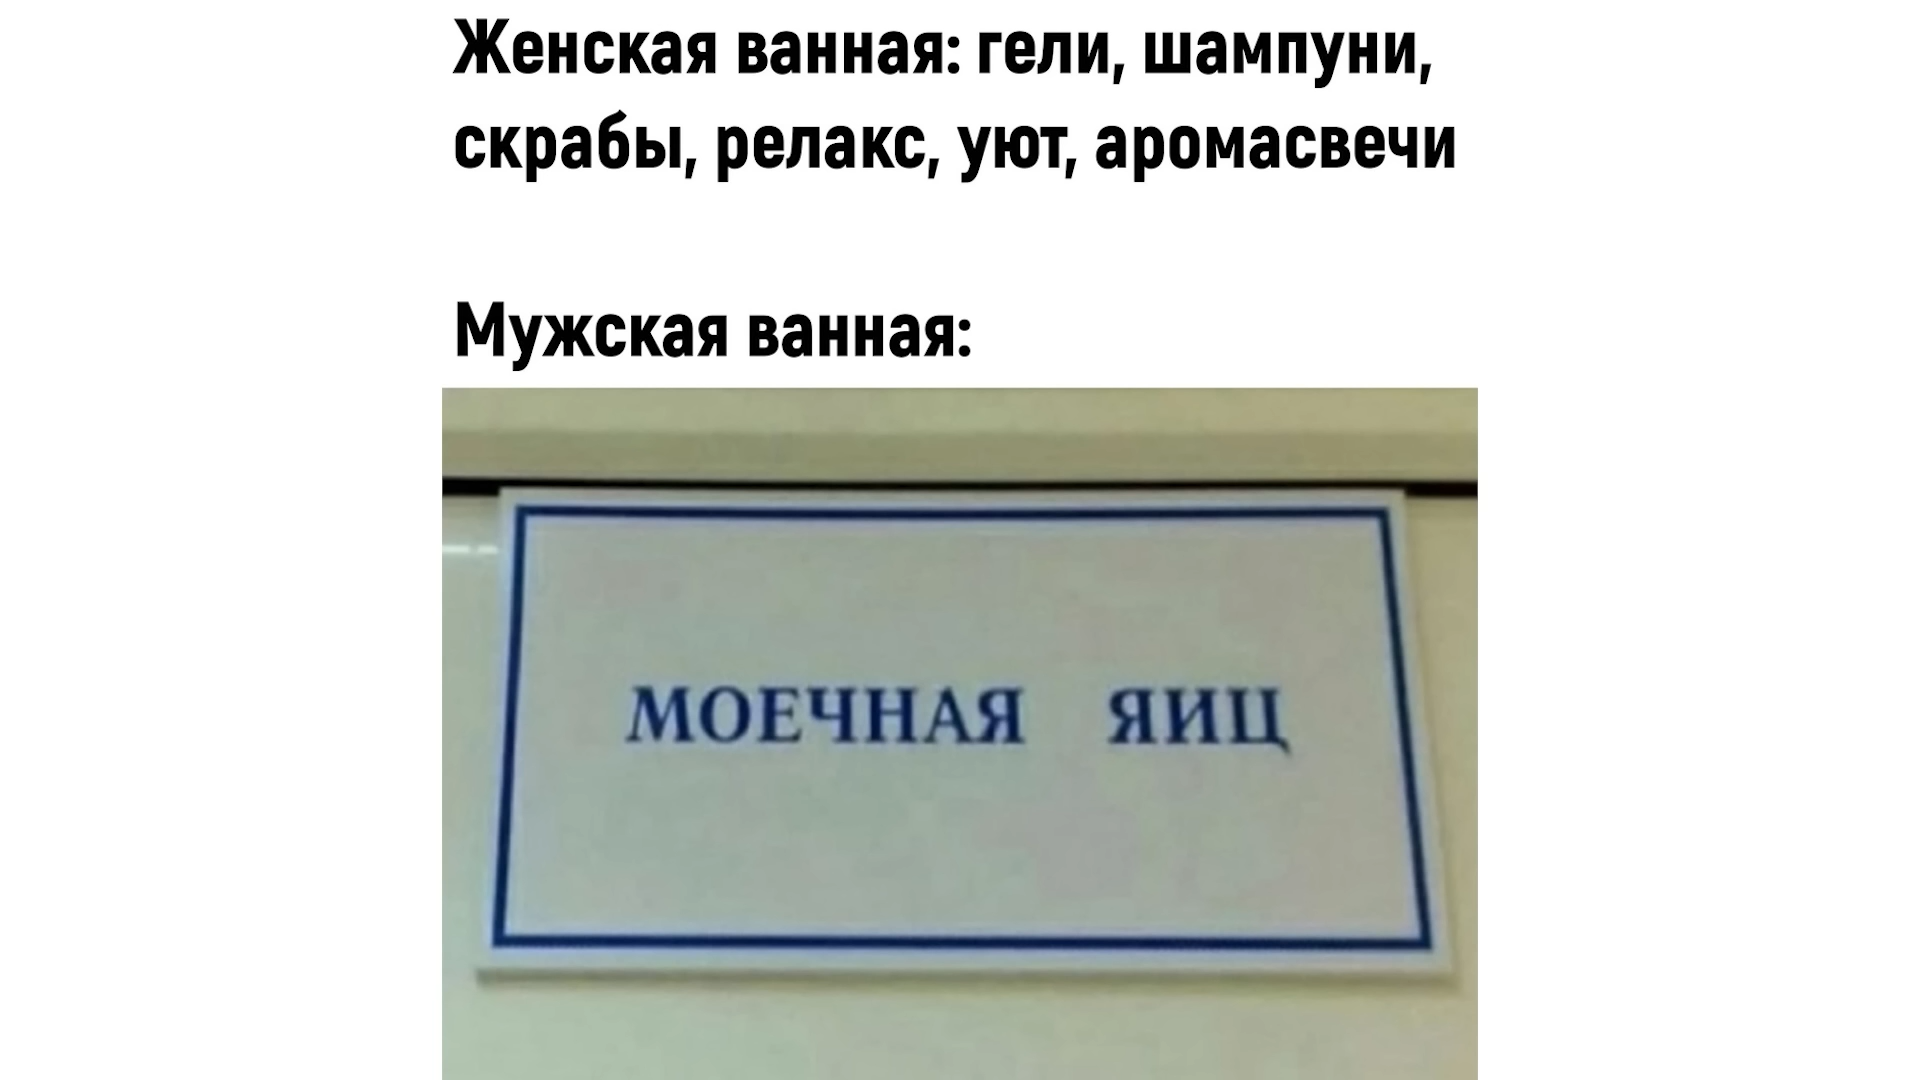 Женская ванная: гели, шампуни,
скрабы, релакс, уют, аромасвечи
Мужская ванная:
МОЕЧНАЯ ЯИЦ